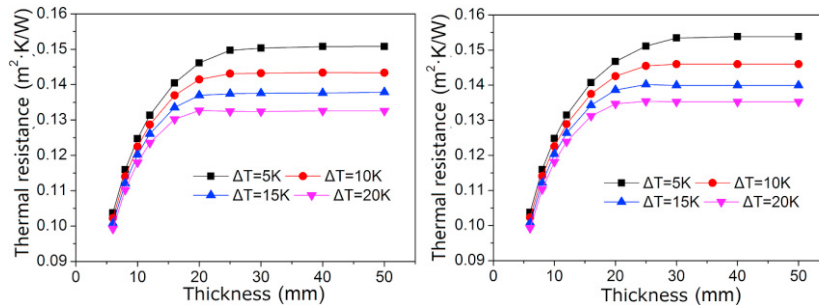 Thermal resistance (m²·K/W)
0.16
0.15
0.14
0.13
0.12
0.11
0.10
0.09
ΔT=5K ΔT=10K
ΔT=15K ΔT=20K
0 10 20 30 40 50
Thickness (mm)
Thermal resistance (m²·K/W)
0.16
0.15
0.14
0.13
0.12
0.11
0.10
0.09
ΔT=5K ΔT=10K
ΔT=15K ΔT=20K
0 10 20 30 40 50
Thickness (mm)